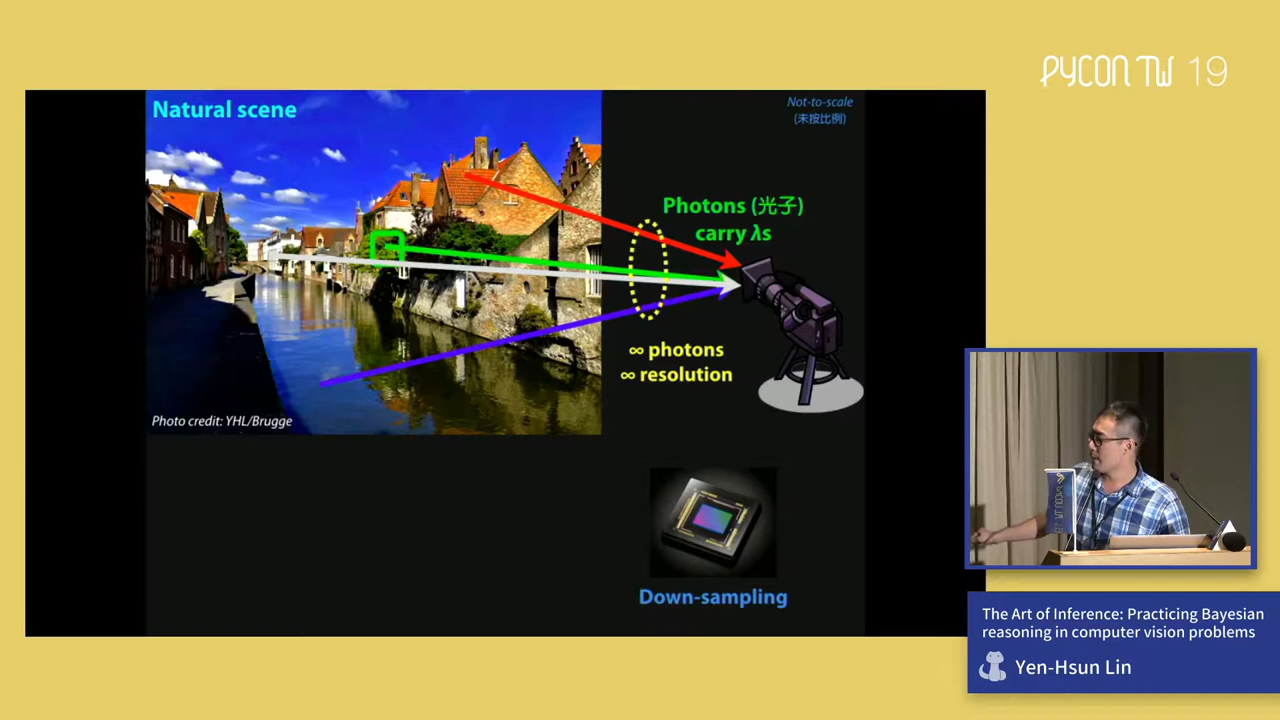 PYCON TW 19
Natural scene
Not-to-scale
(未按比例)
Photons (光子)
carry λs
∞ photons
∞ resolution
Photo credit: YHL/Brugge
Down-sampling
The Art of Inference: Practicing Bayesian
reasoning in computer vision problems
Yen-Hsun Lin